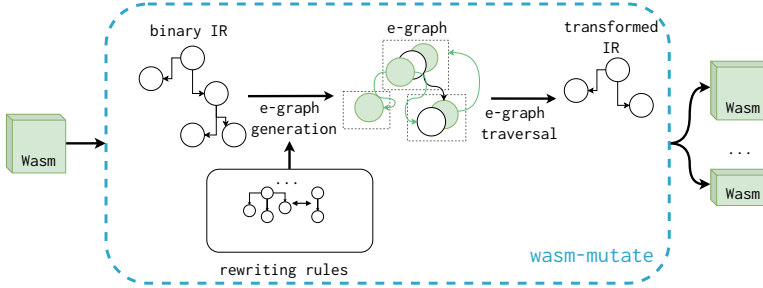 binary IR
e-graph
transformed
IR
e-graph
generation
e-graph
traversal
Wasm
Wasm
...
Wasm
...
rewriting rules
wasm-mutate